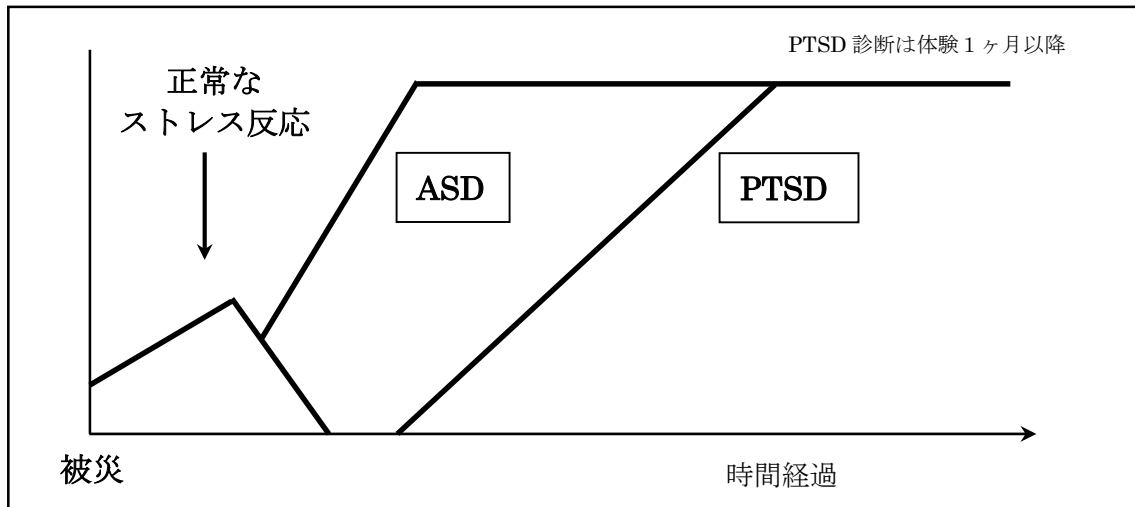 PTSD 診断は体験１ヶ月以降
正常な
ストレス反応
ASD
PTSD
被災
時間経過